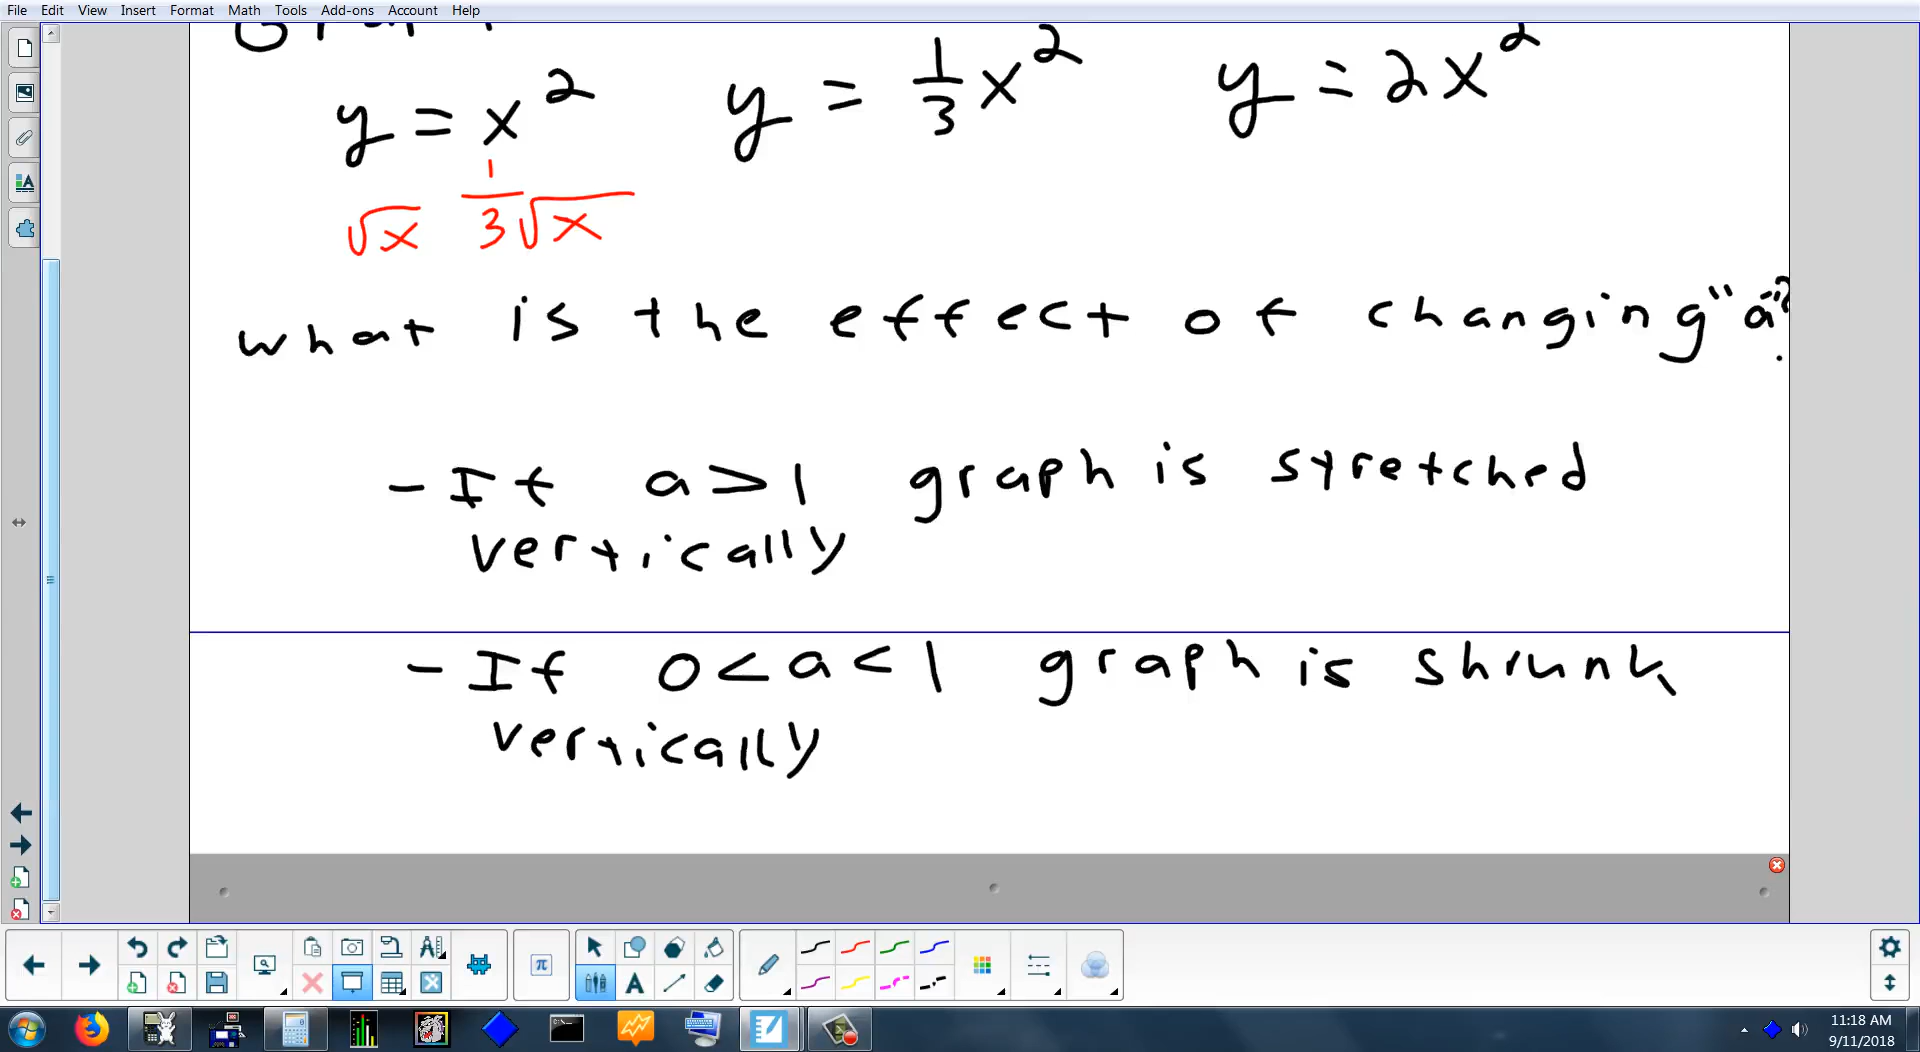 File Edit View Insert Format Math Tools Add-ons Account Help
Graph
y = x² y = 1/3 x² y = 2x²
√x 1/3√x
what is the effect of changing "a"?
- If a > 1 graph is stretched
vertically
- If 0 < a < 1 graph is shrunk
vertically
11:18 AM
9/11/2018